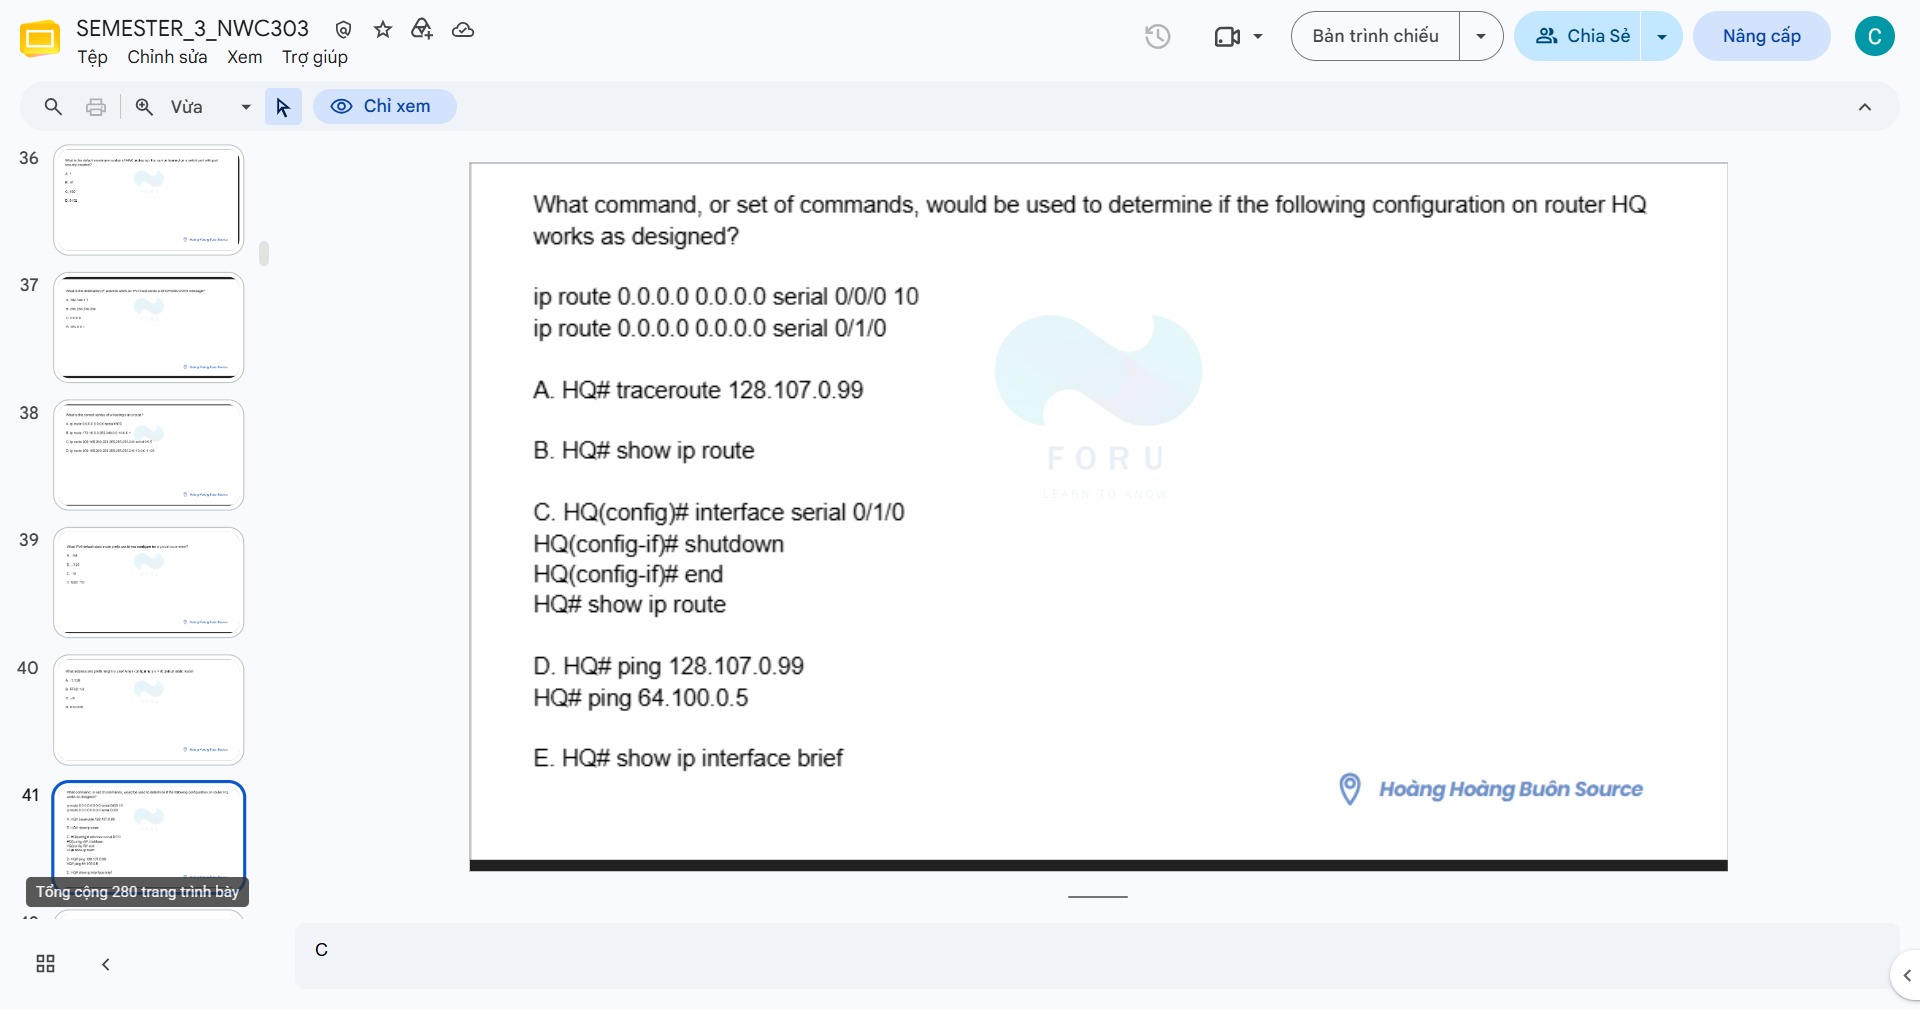 SEMESTER_3_NWC303
Tệp Chỉnh sửa Xem Trợ giúp
Bản trình chiếu
Chia Sẻ
Nâng cấp
C
Vừa
Chỉ xem
36
37
38
39
40
41
Tổng cộng 280 trang trình bày
What command, or set of commands, would be used to determine if the following configuration on router HQ
works as designed?
ip route 0.0.0.0 0.0.0.0 serial 0/0/0 10
ip route 0.0.0.0 0.0.0.0 serial 0/1/0
A. HQ# traceroute 128.107.0.99
B. HQ# show ip route
C. HQ(config)# interface serial 0/1/0
HQ(config-if)# shutdown
HQ(config-if)# end
HQ# show ip route
D. HQ# ping 128.107.0.99
HQ# ping 64.100.0.5
E. HQ# show ip interface brief
FORU
LEARN TO KNOW
Hoàng Hoàng Buôn Source
C